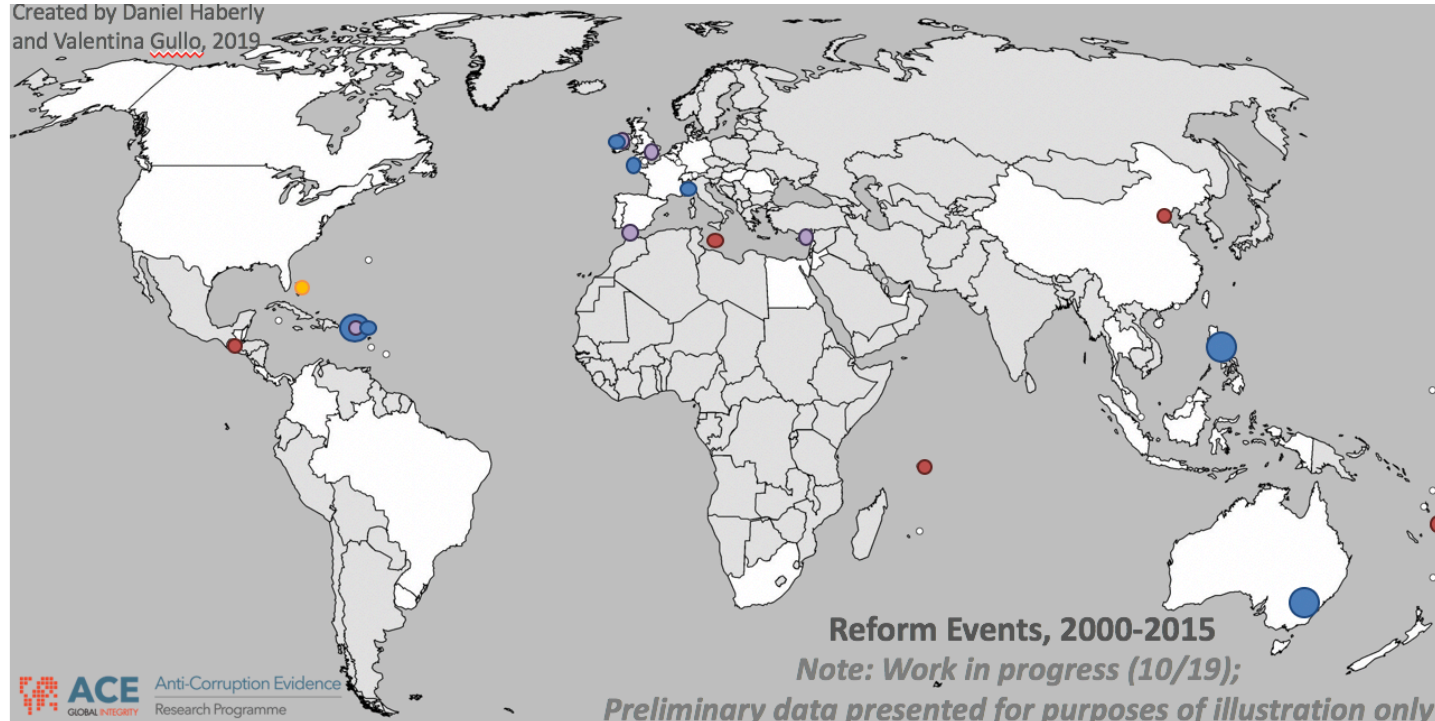 Created by Daniel Haberly
and Valentina Gullo, 2019
Reform Events, 2000-2015
Note: Work in progress (10/19);
Preliminary data presented for purposes of illustration only
ACE
GLOBAL INTEGRITY
Anti-Corruption Evidence
Research Programme